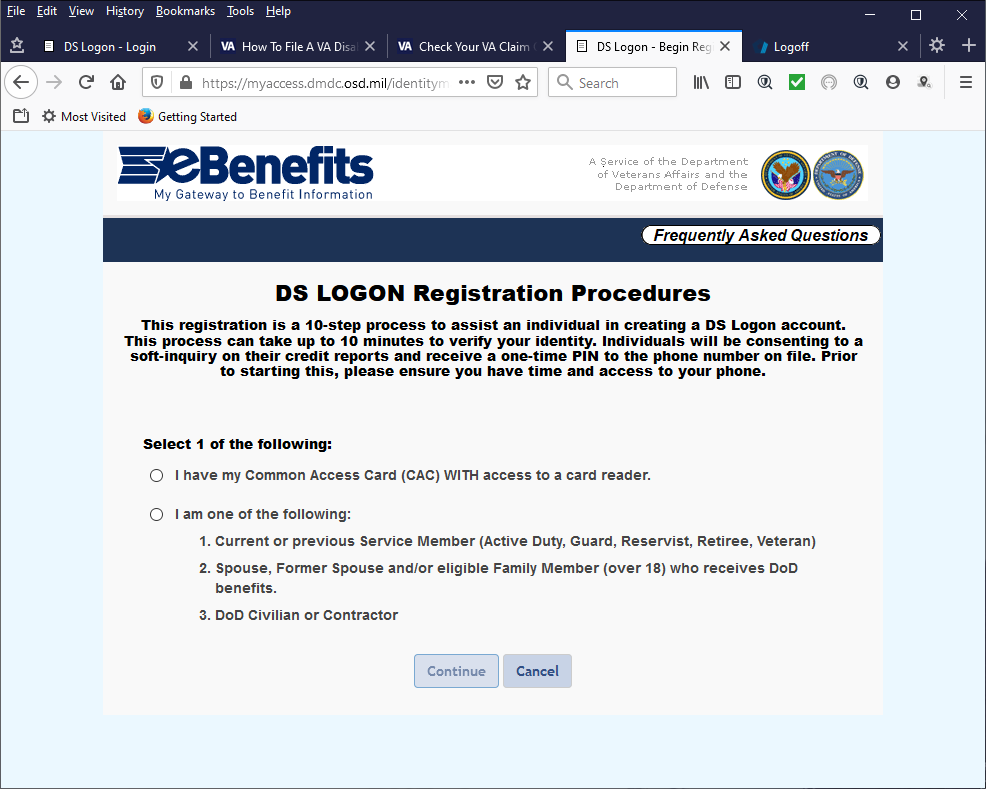 File Edit View History Bookmarks Tools Help
DS Logon - Login
VA How To File A VA Disa
VA Check Your VA Claim
DS Logon - Begin Reg
Logoff
https://myaccess.dmdc.osd.mil/identitym
Search
Most Visited
Getting Started
eBenefits
My Gateway to Benefit Information
A Service of the Department
of Veterans Affairs and the
Department of Defense
Frequently Asked Questions
DS LOGON Registration Procedures
This registration is a 10-step process to assist an individual in creating a DS Logon account.
This process can take up to 10 minutes to verify your identity. Individuals will be consenting to a
soft-inquiry on their credit reports and receive a one-time PIN to the phone number on file. Prior
to starting this, please ensure you have time and access to your phone.
Select 1 of the following:
I have my Common Access Card (CAC) WITH access to a card reader.
I am one of the following:
1. Current or previous Service Member (Active Duty, Guard, Reservist, Retiree, Veteran)
2. Spouse, Former Spouse and/or eligible Family Member (over 18) who receives DoD
benefits.
3. DoD Civilian or Contractor
Continue
Cancel